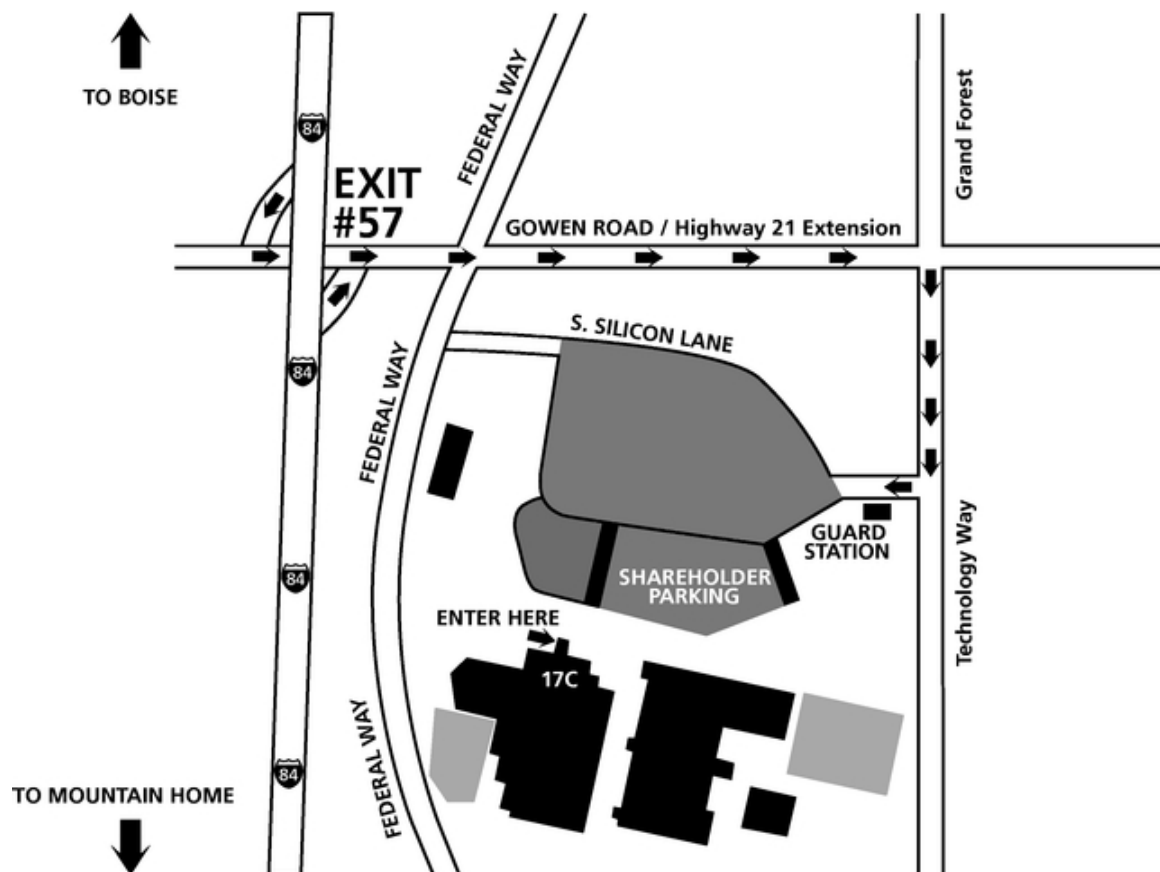 TO BOISE
84
EXIT
#57
FEDERAL WAY
Grand Forest
GOWEN ROAD / Highway 21 Extension
S. SILICON LANE
84
FEDERAL WAY
GUARD
STATION
SHAREHOLDER
PARKING
Technology Way
84
ENTER HERE
17C
FEDERAL WAY
84
TO MOUNTAIN HOME